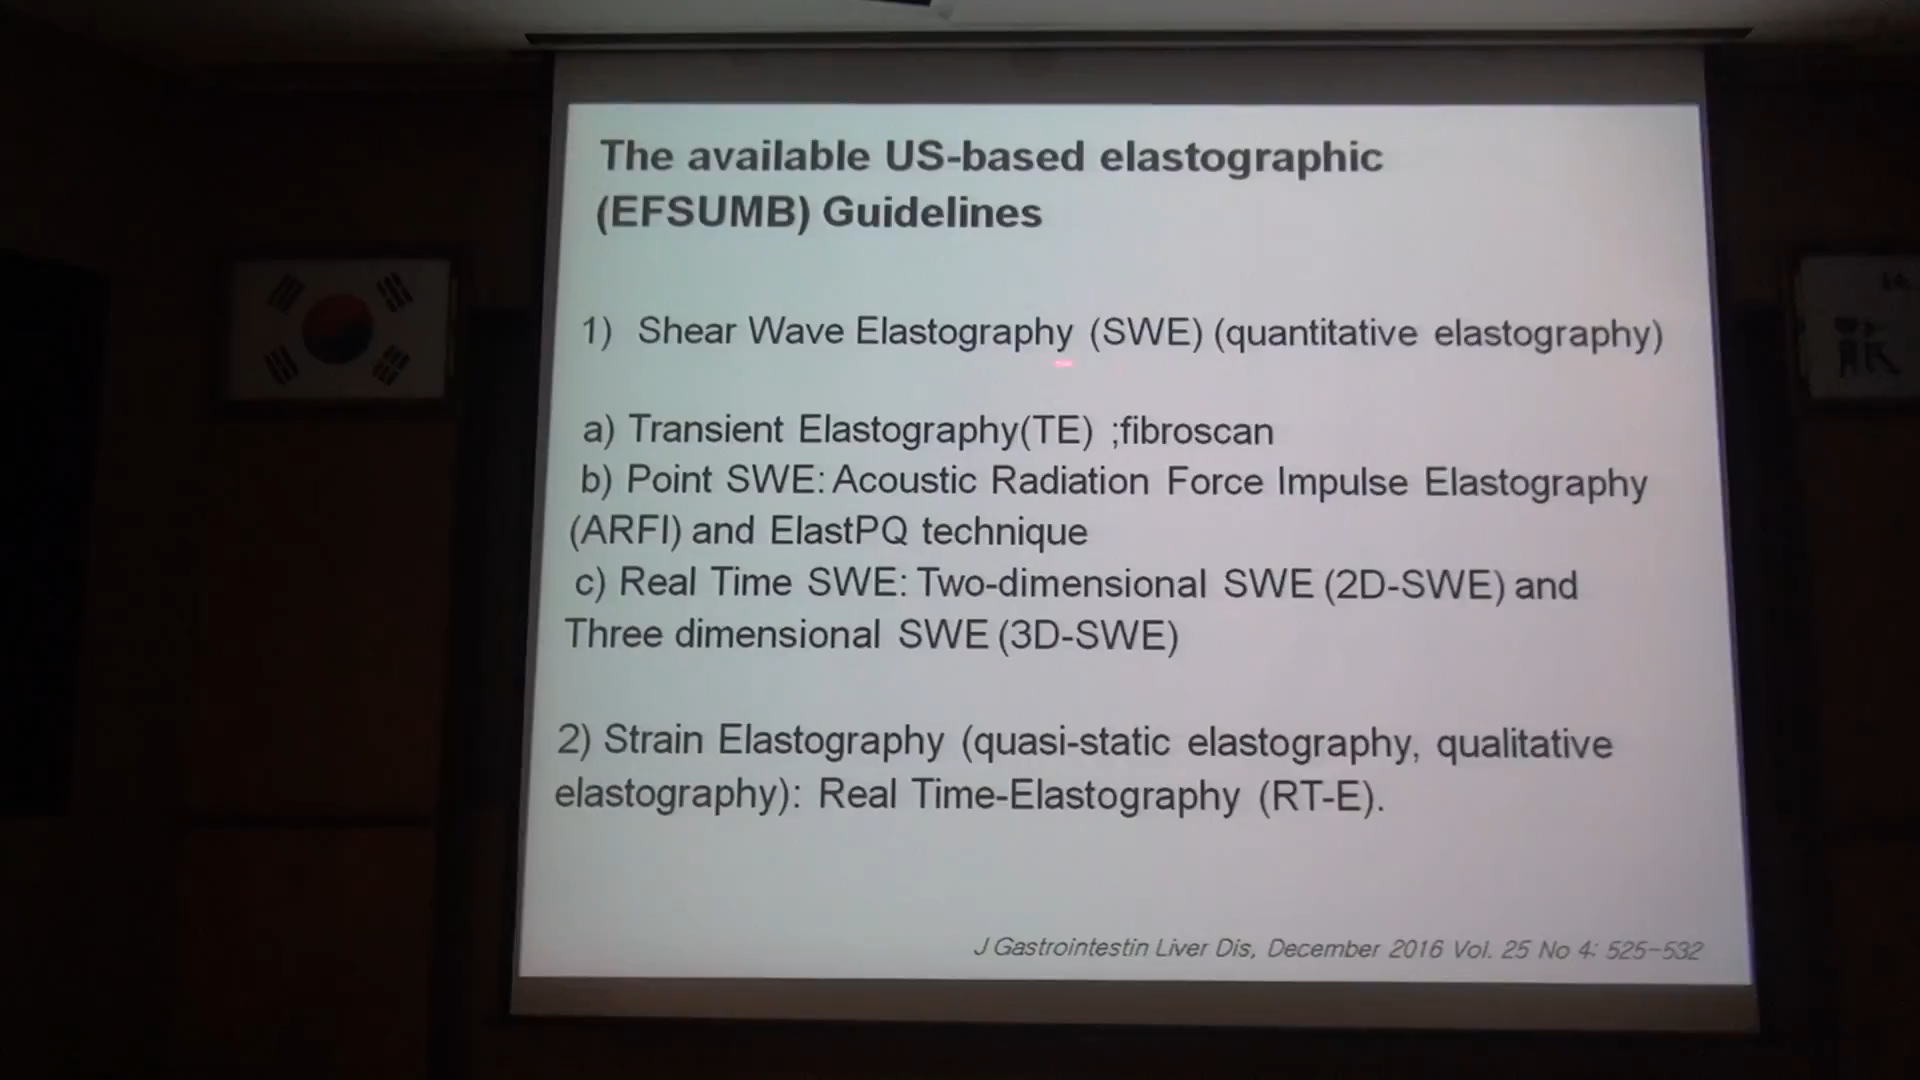 The available US-based elastographic
(EFSUMB) Guidelines
1) Shear Wave Elastography (SWE) (quantitative elastography)
a) Transient Elastography(TE) ;fibroscan
b) Point SWE: Acoustic Radiation Force Impulse Elastography
(ARFI) and ElastPQ technique
c) Real Time SWE: Two-dimensional SWE (2D-SWE) and
Three dimensional SWE (3D-SWE)
2) Strain Elastography (quasi-static elastography, qualitative
elastography): Real Time-Elastography (RT-E).
J Gastrointestin Liver Dis, December 2016 Vol. 25 No 4: 525-532